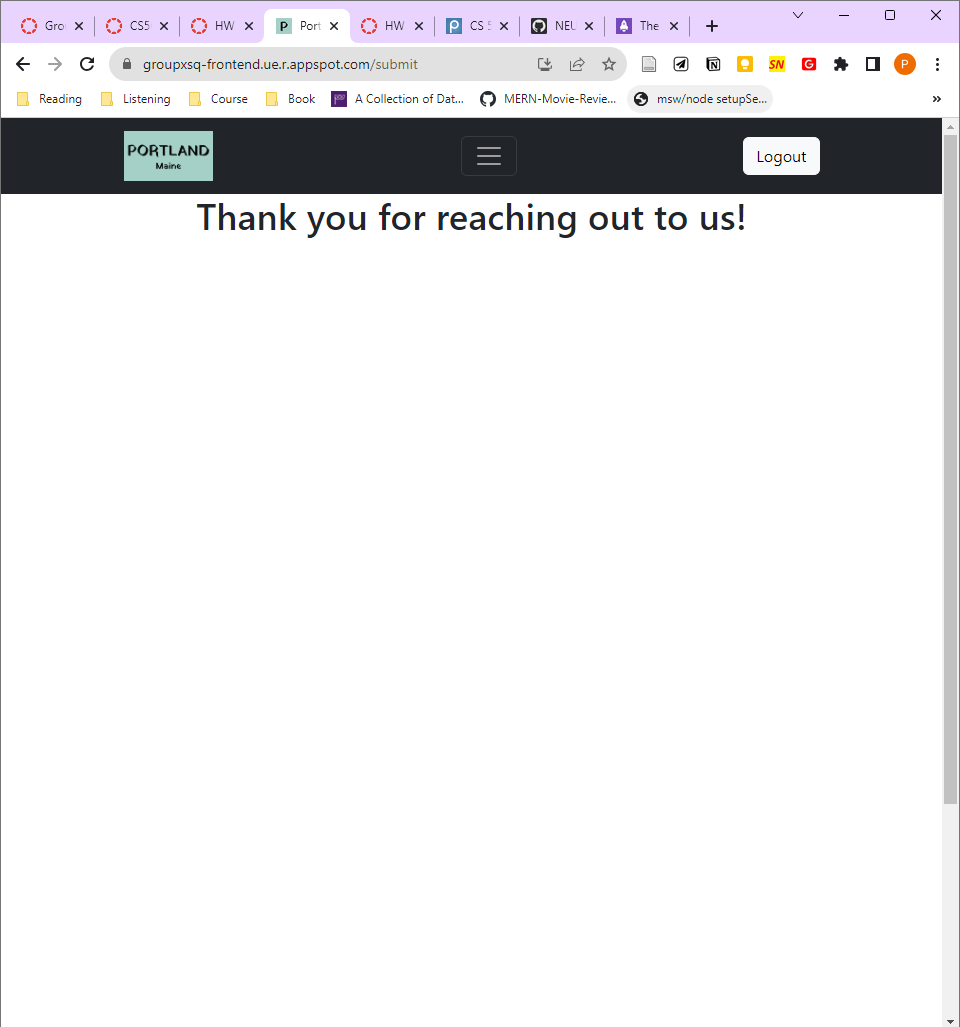 Gro
CS5
HW
Port
HW
CS 5
NEU
The
groupxsq-frontend.ue.r.appspot.com/submit
SN
P
Reading
Listening
Course
Book
A Collection of Dat...
MERN-Movie-Revie...
msw/node setupSe...
»
PORTLAND
Maine
Logout
Thank you for reaching out to us!